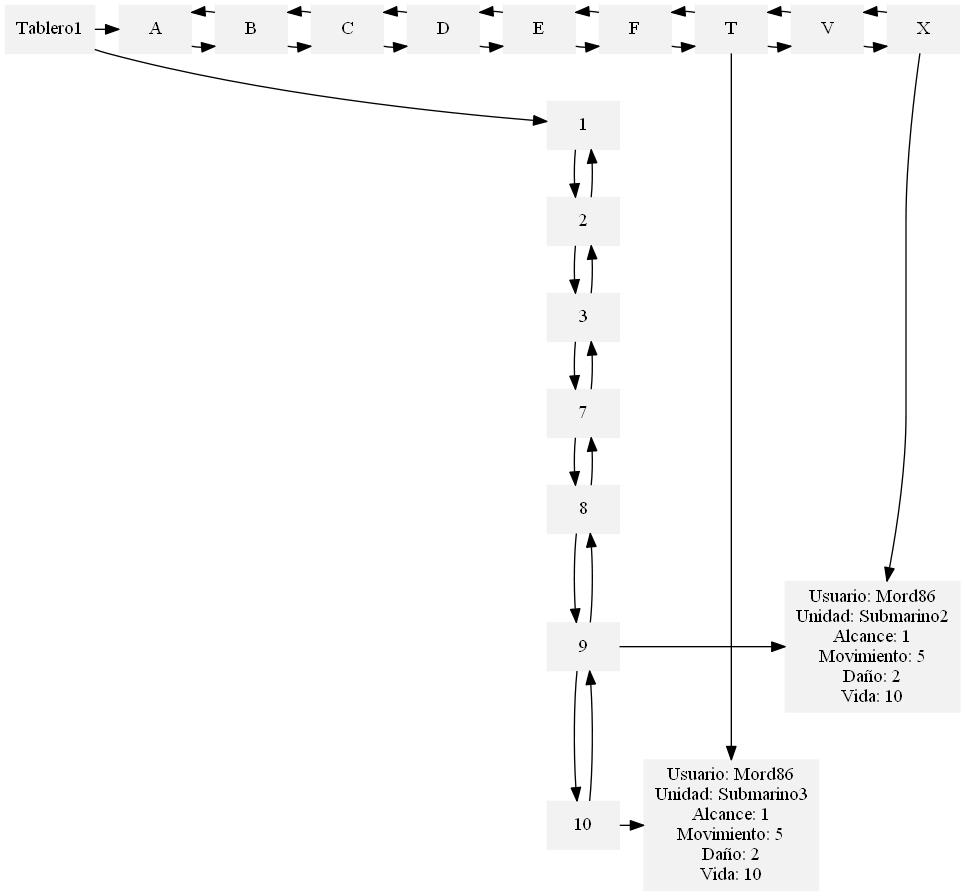 Tablero1
A
B
C
D
E
F
T
V
X
1
2
3
7
8
9
Usuario: Mord86
Unidad: Submarino2
Alcance: 1
Movimiento: 5
Daño: 2
Vida: 10
10
Usuario: Mord86
Unidad: Submarino3
Alcance: 1
Movimiento: 5
Daño: 2
Vida: 10